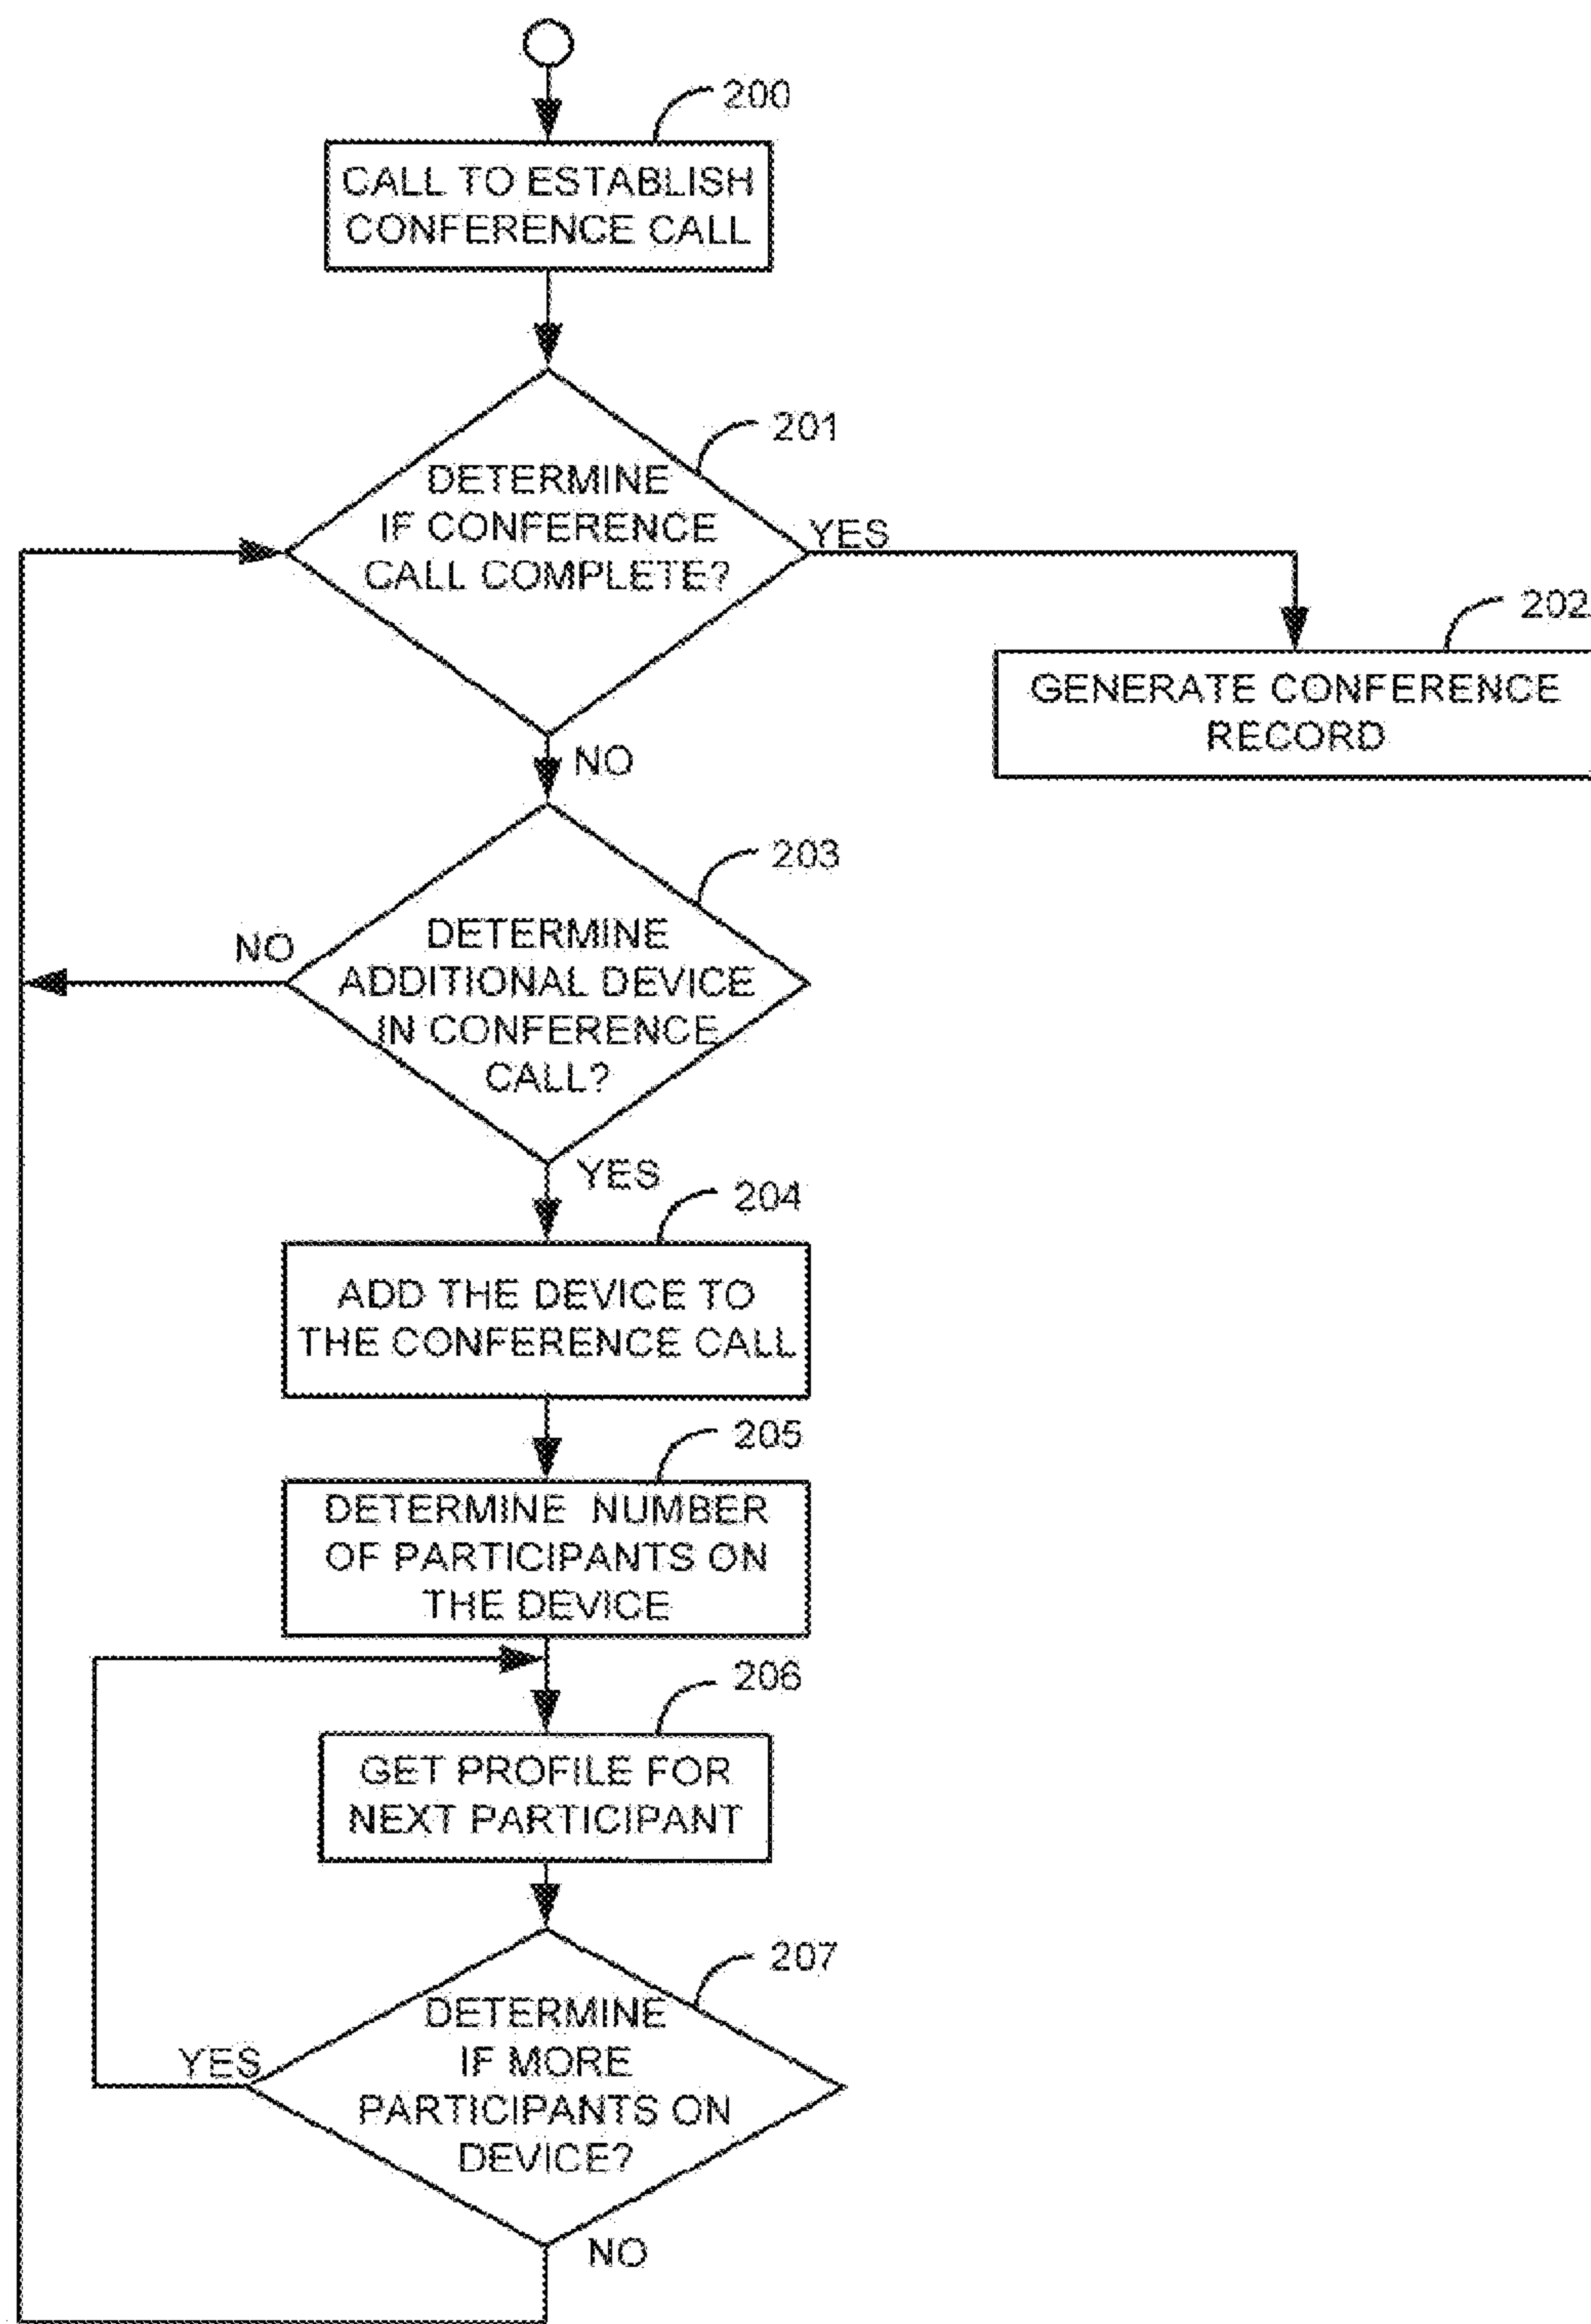 200
CALL TO ESTABLISH
CONFERENCE CALL
201
DETERMINE
IF CONFERENCE
CALL COMPLETE?
YES
202
GENERATE CONFERENCE
RECORD
NO
203
DETERMINE
ADDITIONAL DEVICE
IN CONFERENCE
CALL?
NO
YES
204
ADD THE DEVICE TO
THE CONFERENCE CALL
205
DETERMINE NUMBER
OF PARTICIPANTS ON
THE DEVICE
206
GET PROFILE FOR
NEXT PARTICIPANT
207
DETERMINE
IF MORE
PARTICIPANTS ON
DEVICE?
YES
NO